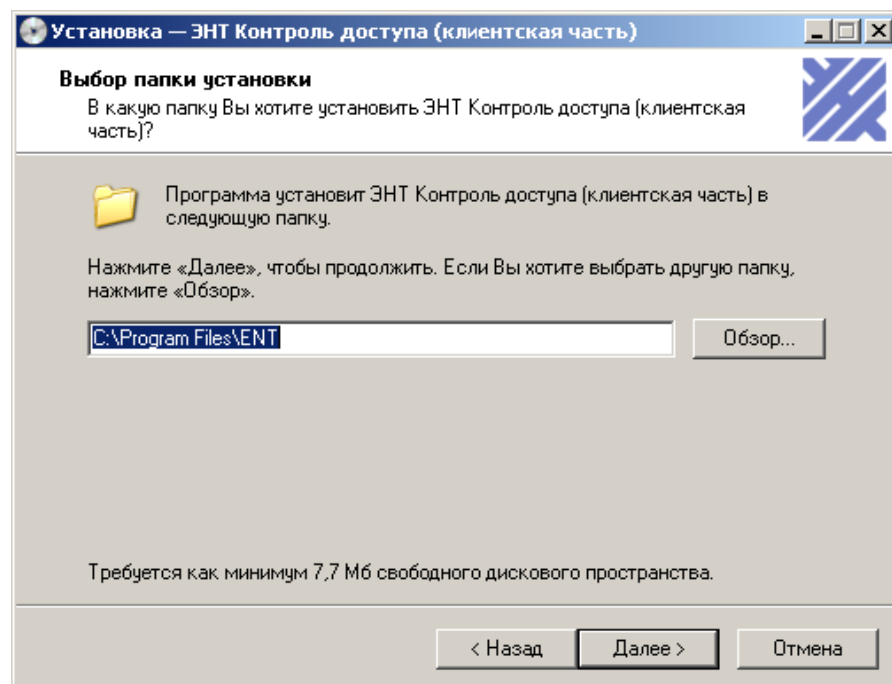 Установка — ЭНТ Контроль доступа (клиентская часть)
Выбор папки установки
В какую папку Вы хотите установить ЭНТ Контроль доступа (клиентская
часть)?
Программа установит ЭНТ Контроль доступа (клиентская часть) в
следующую папку.
Нажмите «Далее», чтобы продолжить. Если Вы хотите выбрать другую папку,
нажмите «Обзор».
C:\Program Files\ENT
Обзор...
Требуется как минимум 7,7 Мб свободного дискового пространства.
< Назад
Далее >
Отмена